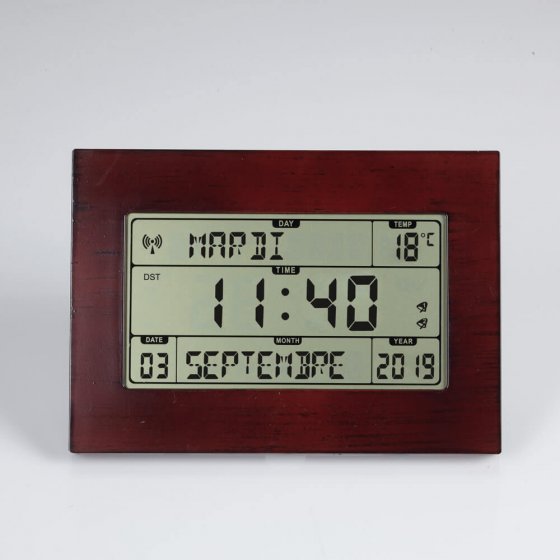 DAY TEMP
MARDI 18°C
TIME
DST
11:40
DATE MONTH YEAR
03 SEPTEMBRE 2019